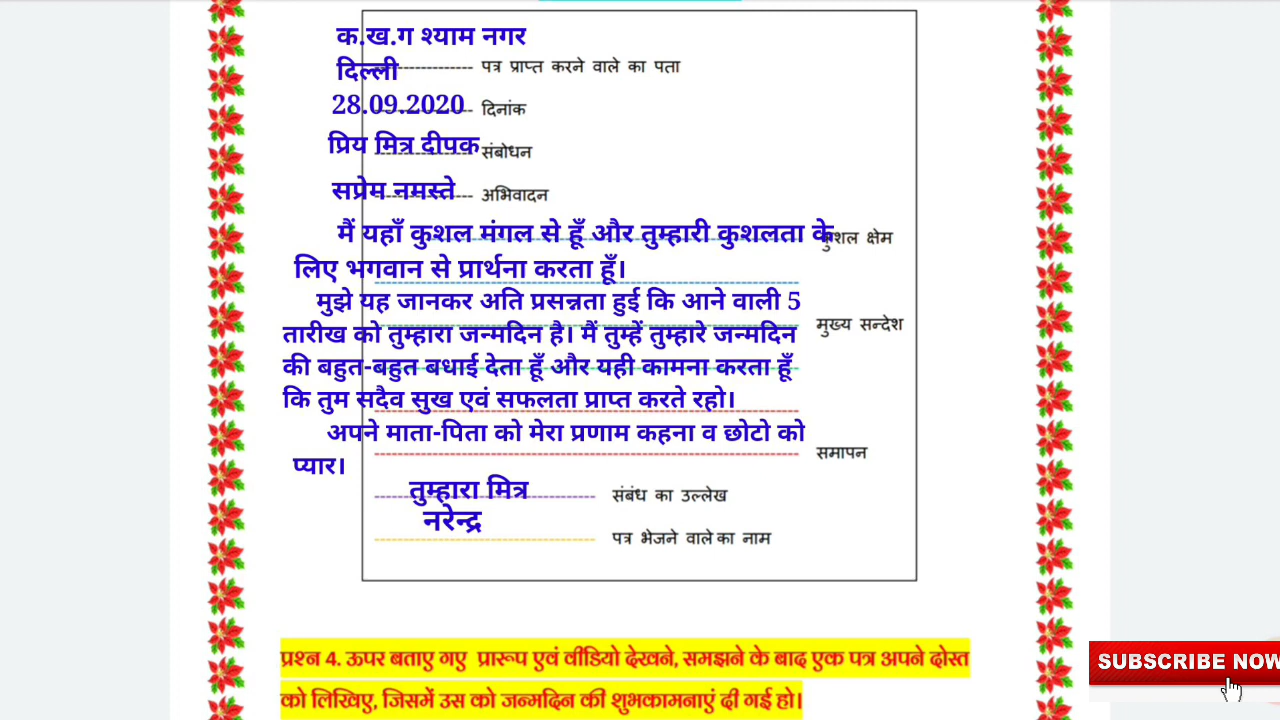 क.ख.ग श्याम नगर
दिल्ली ------------- पत्र प्राप्त करने वाले का पता
28.09.2020 दिनांक
प्रिय मित्र दीपक संबोधन
सप्रेम नमस्ते अभिवादन
मैं यहाँ कुशल मंगल से हूँ और तुम्हारी कुशलता के कुशल क्षेम
लिए भगवान से प्रार्थना करता हूँ।
मुझे यह जानकर अति प्रसन्नता हुई कि आने वाली 5
तारीख को तुम्हारा जन्मदिन है। मैं तुम्हें तुम्हारे जन्मदिन मुख्य सन्देश
की बहुत-बहुत बधाई देता हूँ और यही कामना करता हूँ
कि तुम सदैव सुख एवं सफलता प्राप्त करते रहो।
अपने माता-पिता को मेरा प्रणाम कहना व छोटो को
प्यार। समापन
तुम्हारा मित्र संबंध का उल्लेख
नरेन्द्र पत्र भेजने वाले का नाम
प्रश्न 4. ऊपर बताए गए प्रारूप एवं वीडियो देखने, समझने के बाद एक पत्र अपने दोस्त
को लिखिए, जिसमें उस को जन्मदिन की शुभकामनाएं दी गई हो।
SUBSCRIBE NOW